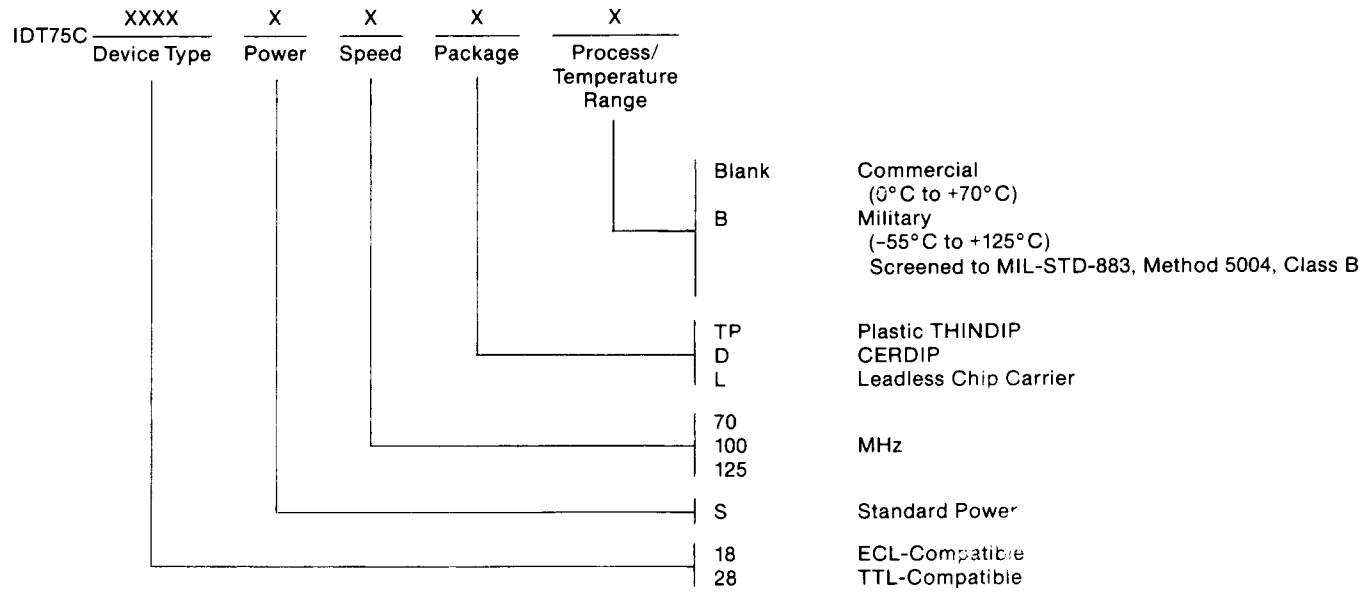 XXXX X X X X
IDT75C
Device Type Power Speed Package Process/
Temperature
Range
Blank Commercial
(0°C to +70°C)
B Military
(–55°C to +125°C)
Screened to MIL-STD-883, Method 5004, Class B
TP Plastic THINDIP
D CERDIP
L Leadless Chip Carrier
70
100 MHz
125
S Standard Power
18 ECL-Compatible
28 TTL-Compatible